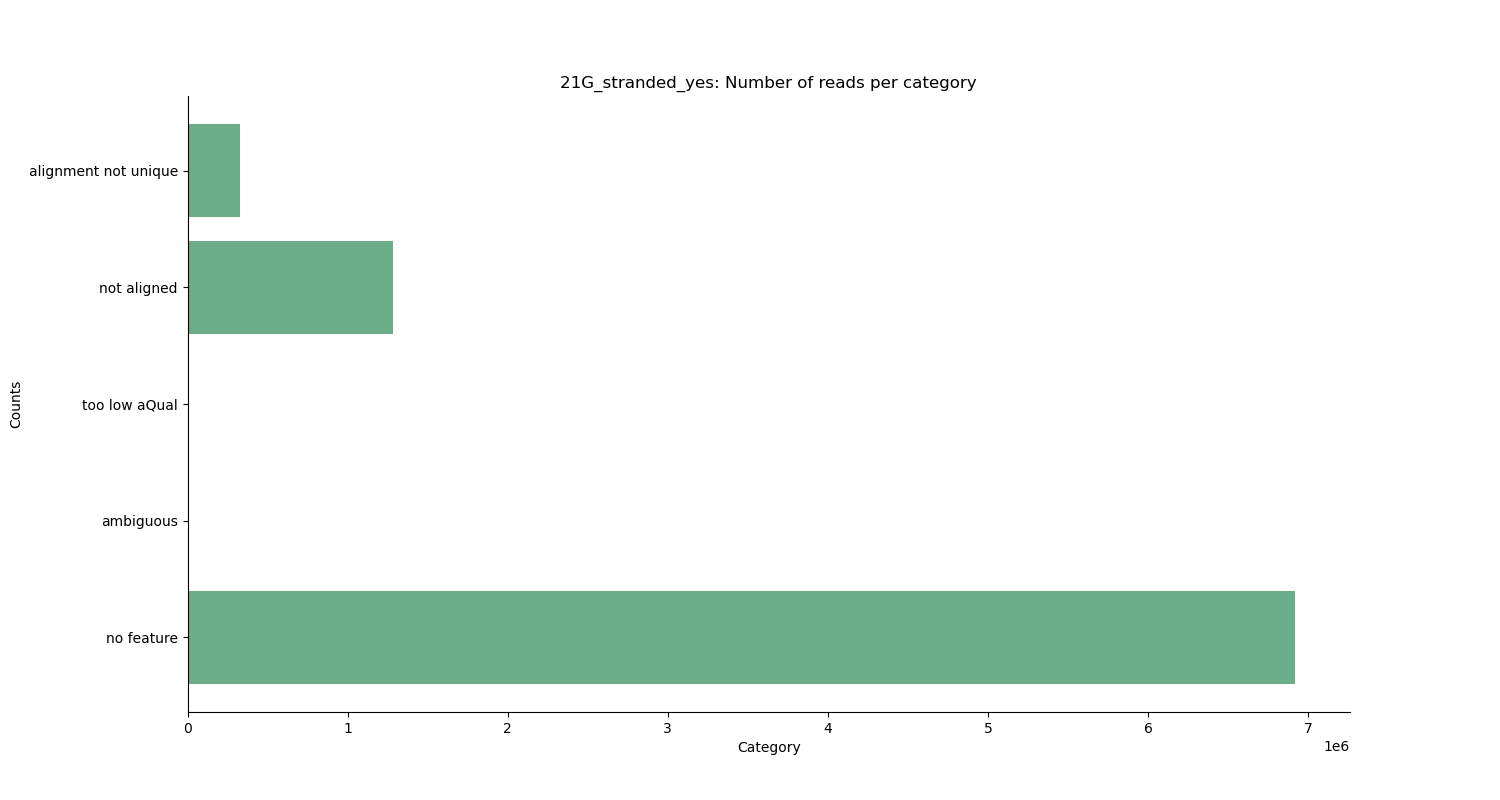 21G_stranded_yes: Number of reads per category
alignment not unique
not aligned
too low aQual
ambiguous
no feature
Counts
0 1 2 3 4 5 6 7
1e6
Category